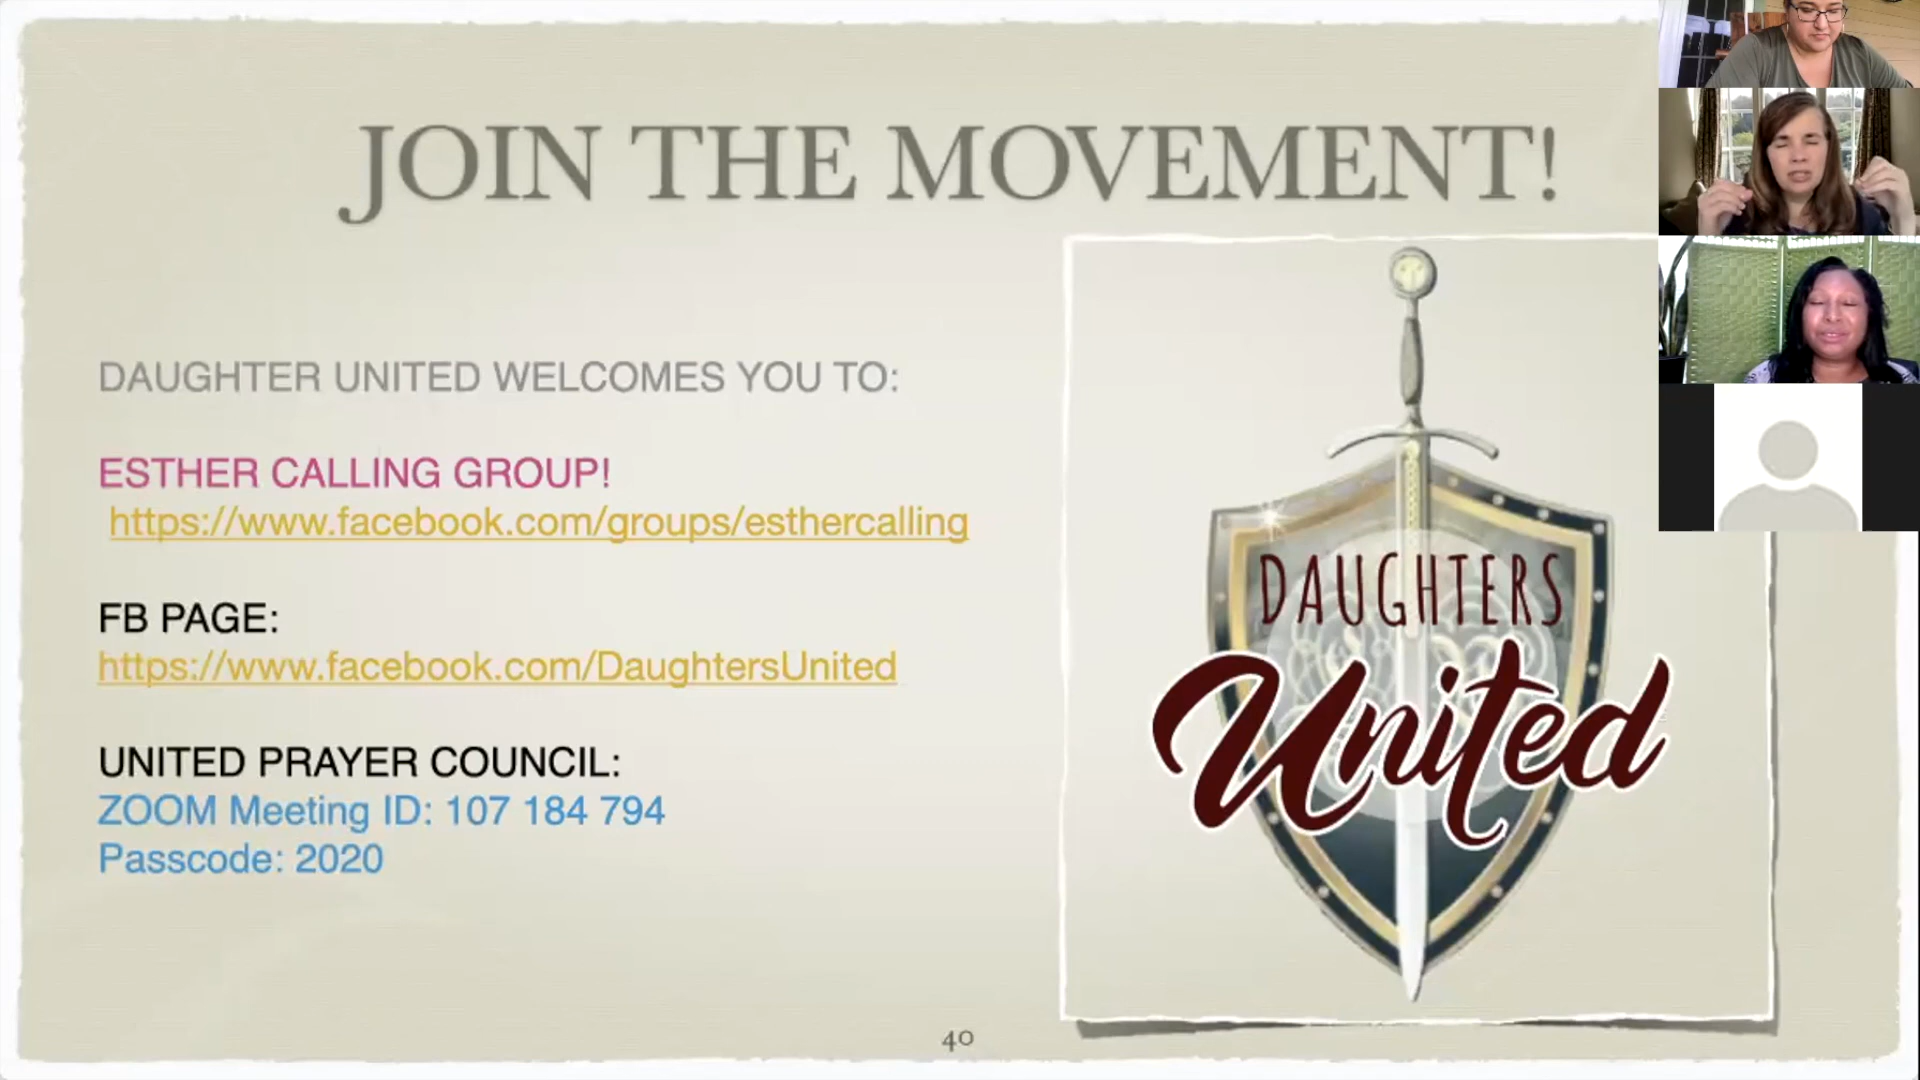 JOIN THE MOVEMENT!
DAUGHTER UNITED WELCOMES YOU TO:
ESTHER CALLING GROUP!
https://www.facebook.com/groups/esthercalling
FB PAGE:
https://www.facebook.com/DaughtersUnited
UNITED PRAYER COUNCIL:
ZOOM Meeting ID: 107 184 794
Passcode: 2020
DAUGHTERS
United
40